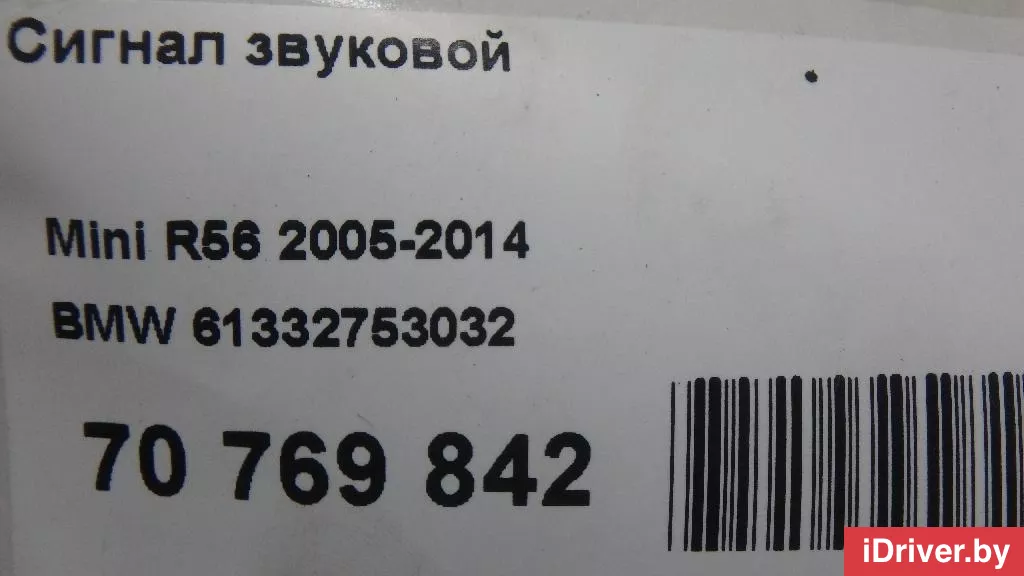 Сигнал звуковой
Mini R56 2005-2014
BMW 61332753032
70 769 842
iDriver.by